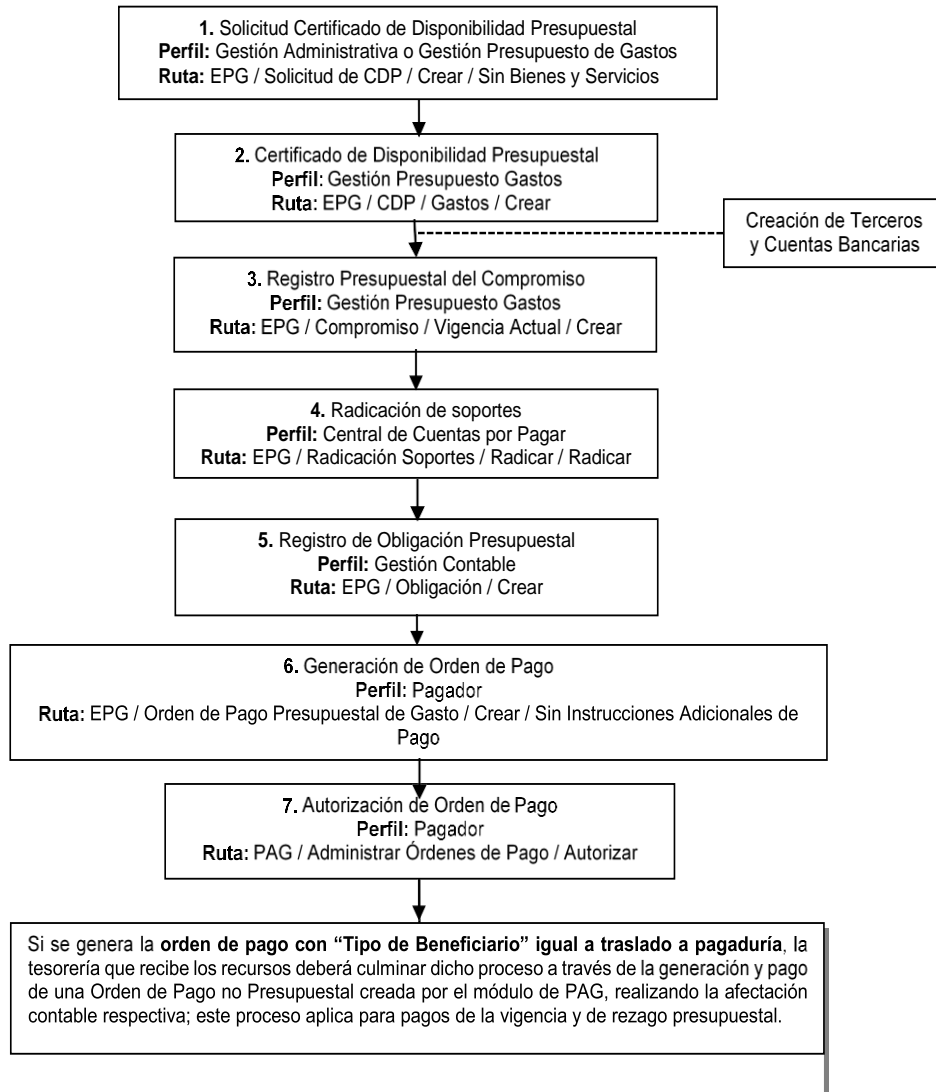 1. Solicitud Certificado de Disponibilidad Presupuestal
Perfil: Gestión Administrativa o Gestión Presupuesto de Gastos
Ruta: EPG / Solicitud de CDP / Crear / Sin Bienes y Servicios
2. Certificado de Disponibilidad Presupuestal
Perfil: Gestión Presupuesto Gastos
Ruta: EPG / CDP / Gastos / Crear
Creación de Terceros
y Cuentas Bancarias
3. Registro Presupuestal del Compromiso
Perfil: Gestión Presupuesto Gastos
Ruta: EPG / Compromiso / Vigencia Actual / Crear
4. Radicación de soportes
Perfil: Central de Cuentas por Pagar
Ruta: EPG / Radicación Soportes / Radicar / Radicar
5. Registro de Obligación Presupuestal
Perfil: Gestión Contable
Ruta: EPG / Obligación / Crear
6. Generación de Orden de Pago
Perfil: Pagador
Ruta: EPG / Orden de Pago Presupuestal de Gasto / Crear / Sin Instrucciones Adicionales de
Pago
7. Autorización de Orden de Pago
Perfil: Pagador
Ruta: PAG / Administrar Órdenes de Pago / Autorizar
Si se genera la orden de pago con “Tipo de Beneficiario” igual a traslado a pagaduría, la
tesorería que recibe los recursos deberá culminar dicho proceso a través de la generación y pago
de una Orden de Pago no Presupuestal creada por el módulo de PAG, realizando la afectación
contable respectiva; este proceso aplica para pagos de la vigencia y de rezago presupuestal.